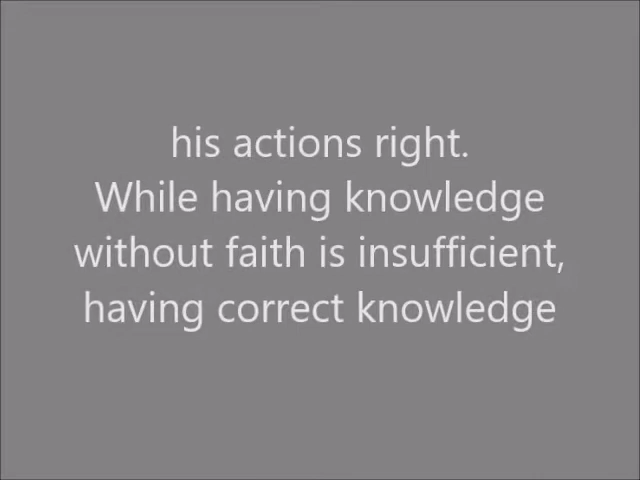 his actions right.
While having knowledge
without faith is insufficient,
having correct knowledge